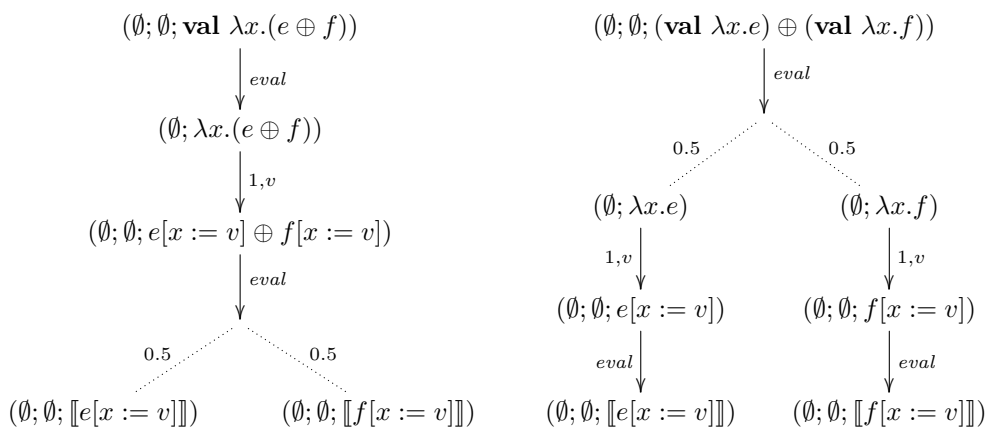 (∅; ∅; val λx.(e ⊕ f))
eval
(∅; λx.(e ⊕ f))
1,v
(∅; ∅; e[x := v] ⊕ f[x := v])
eval
0.5 0.5
(∅; ∅; ⟦e[x := v]⟧) (∅; ∅; ⟦f[x := v]⟧)
(∅; ∅; (val λx.e) ⊕ (val λx.f))
eval
0.5 0.5
(∅; λx.e) (∅; λx.f)
1,v 1,v
(∅; ∅; e[x := v]) (∅; ∅; f[x := v])
eval eval
(∅; ∅; ⟦e[x := v]⟧) (∅; ∅; ⟦f[x := v]⟧)